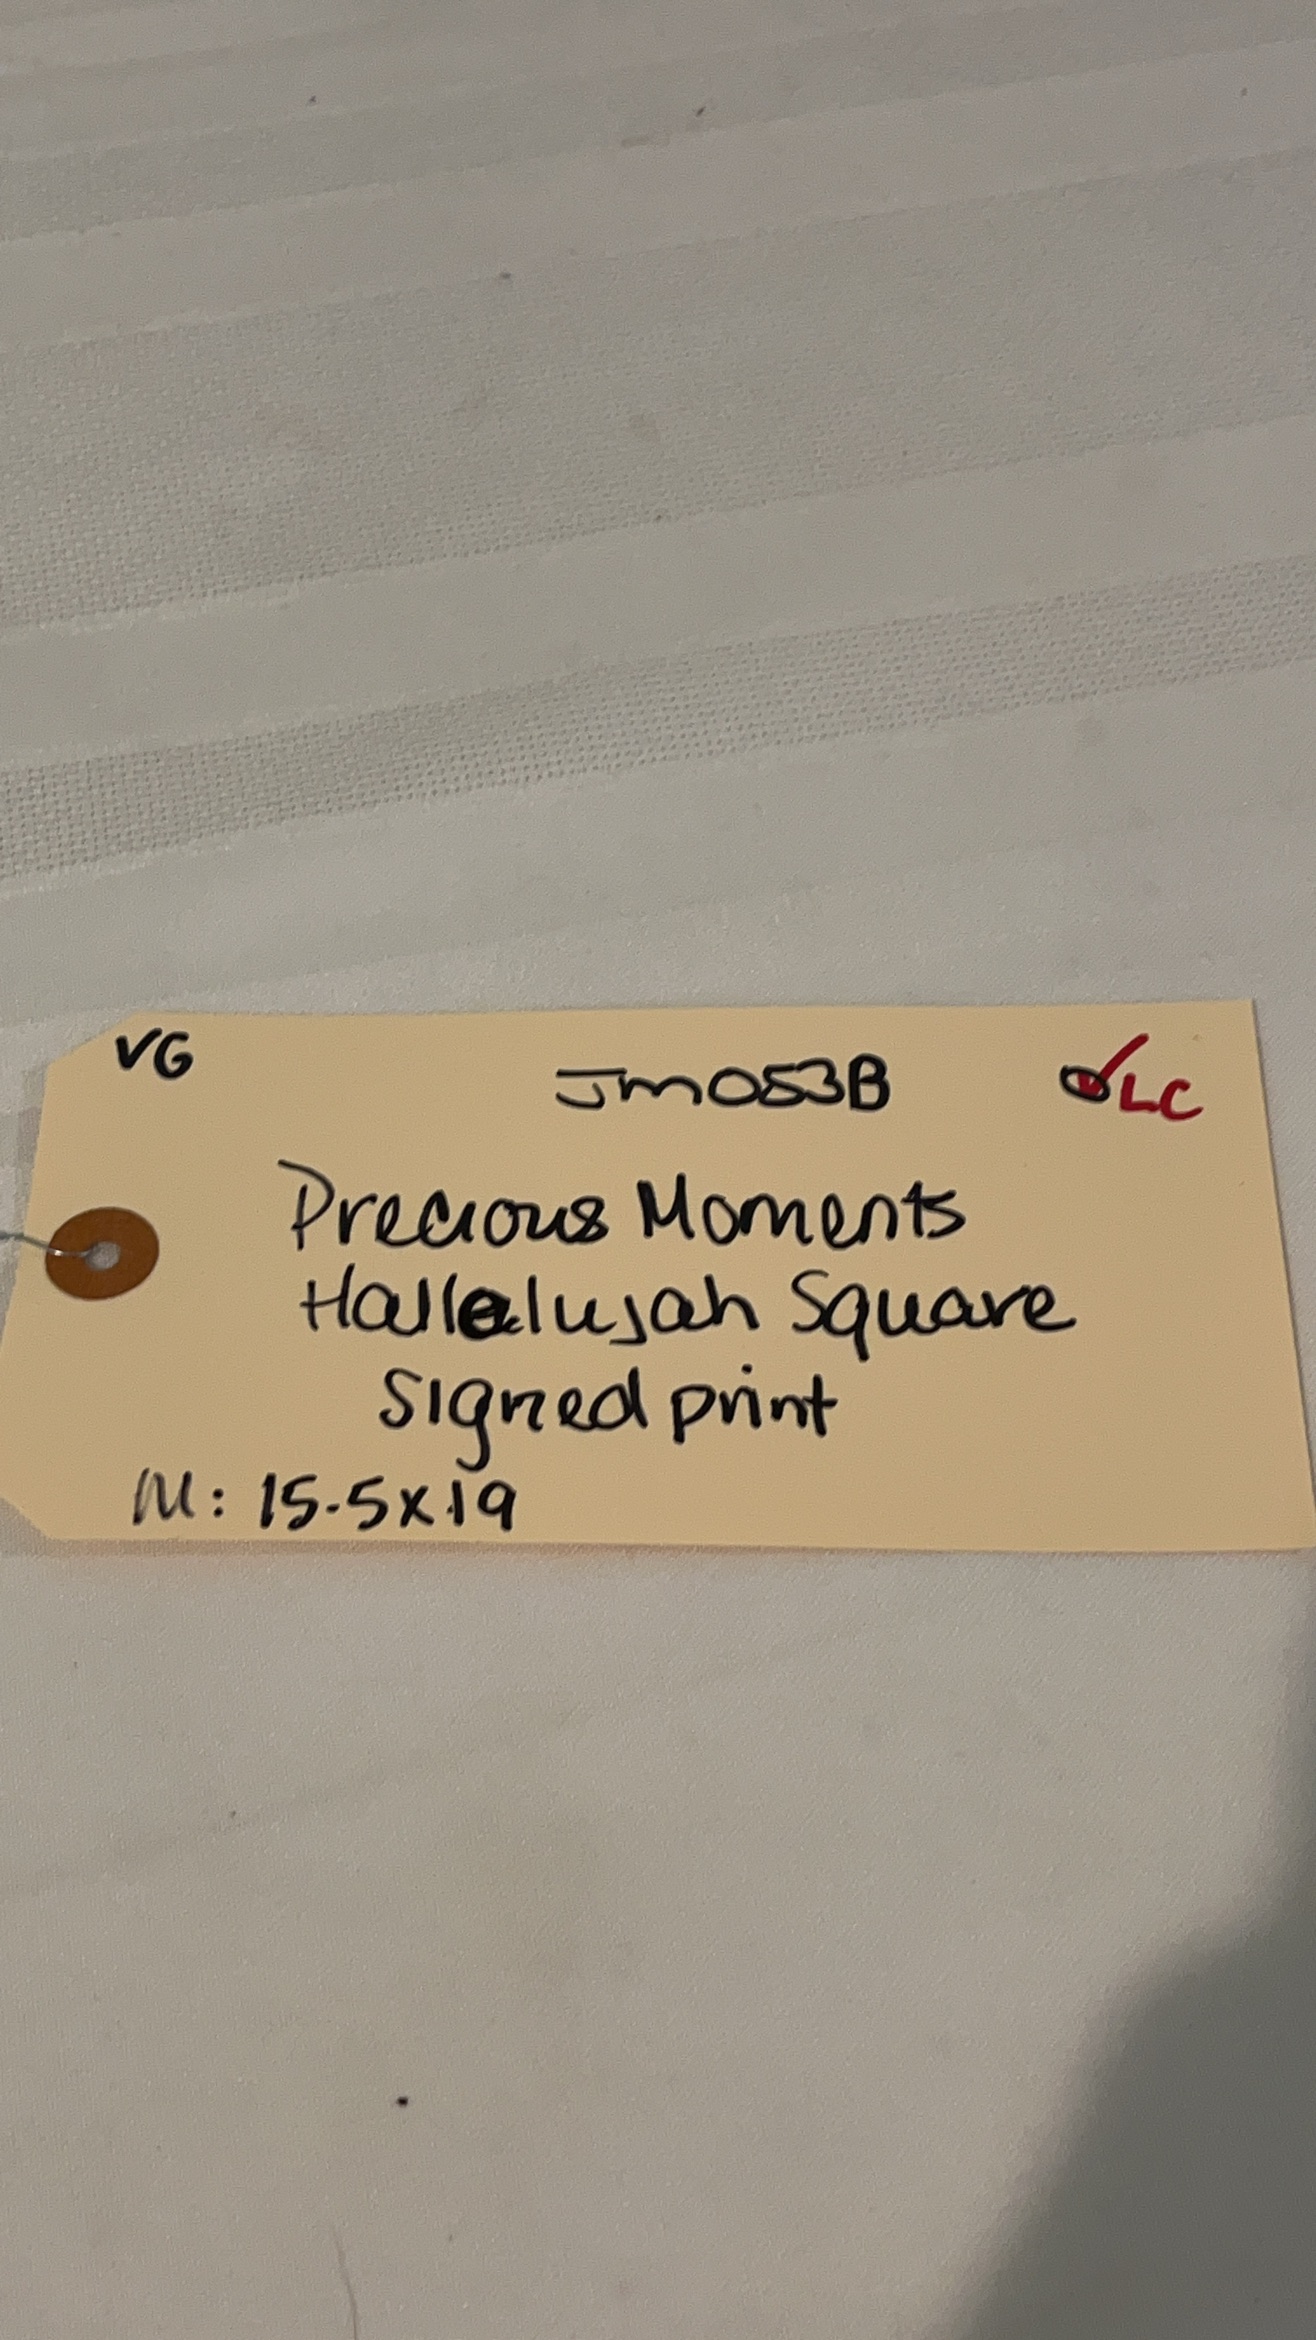 VG JM053B LC
Precious Moments
Hallelujah Square
Signed print
M: 15.5x19